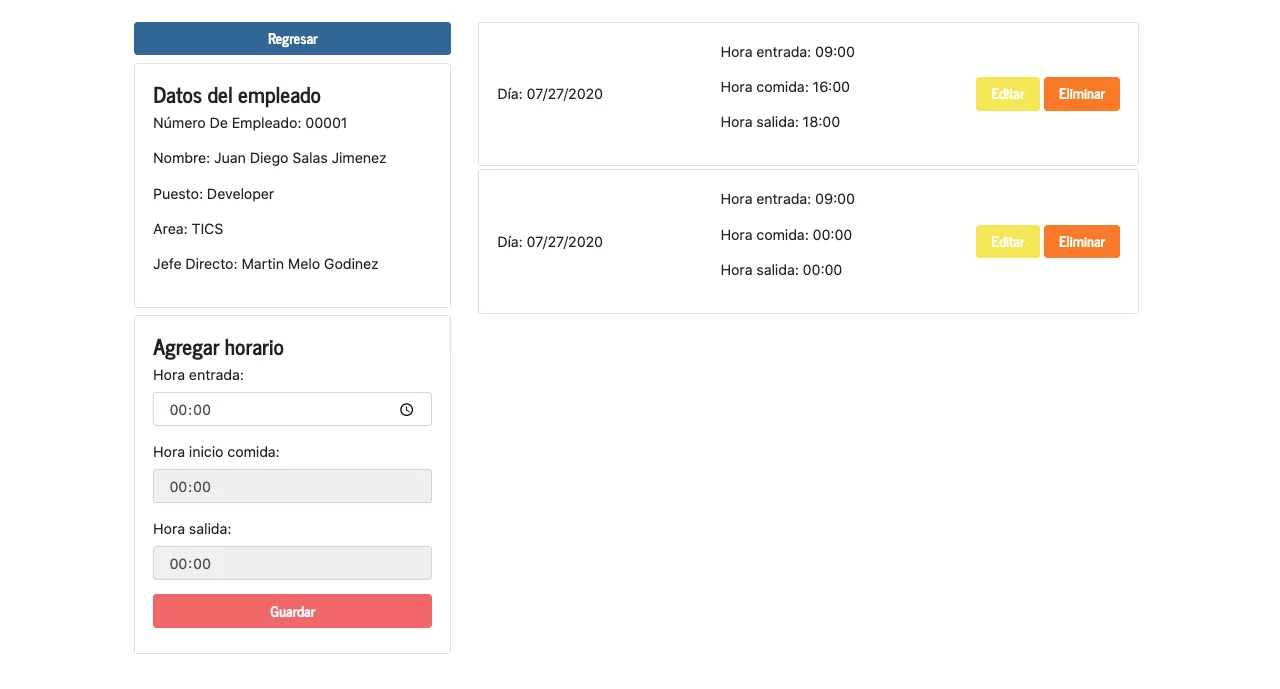 Regresar
Datos del empleado
Número De Empleado: 00001
Nombre: Juan Diego Salas Jimenez
Puesto: Developer
Area: TICS
Jefe Directo: Martin Melo Godinez
Agregar horario
Hora entrada:
00:00
Hora inicio comida:
00:00
Hora salida:
00:00
Guardar
Día: 07/27/2020
Hora entrada: 09:00
Hora comida: 16:00
Hora salida: 18:00
Editar
Eliminar
Día: 07/27/2020
Hora entrada: 09:00
Hora comida: 00:00
Hora salida: 00:00
Editar
Eliminar